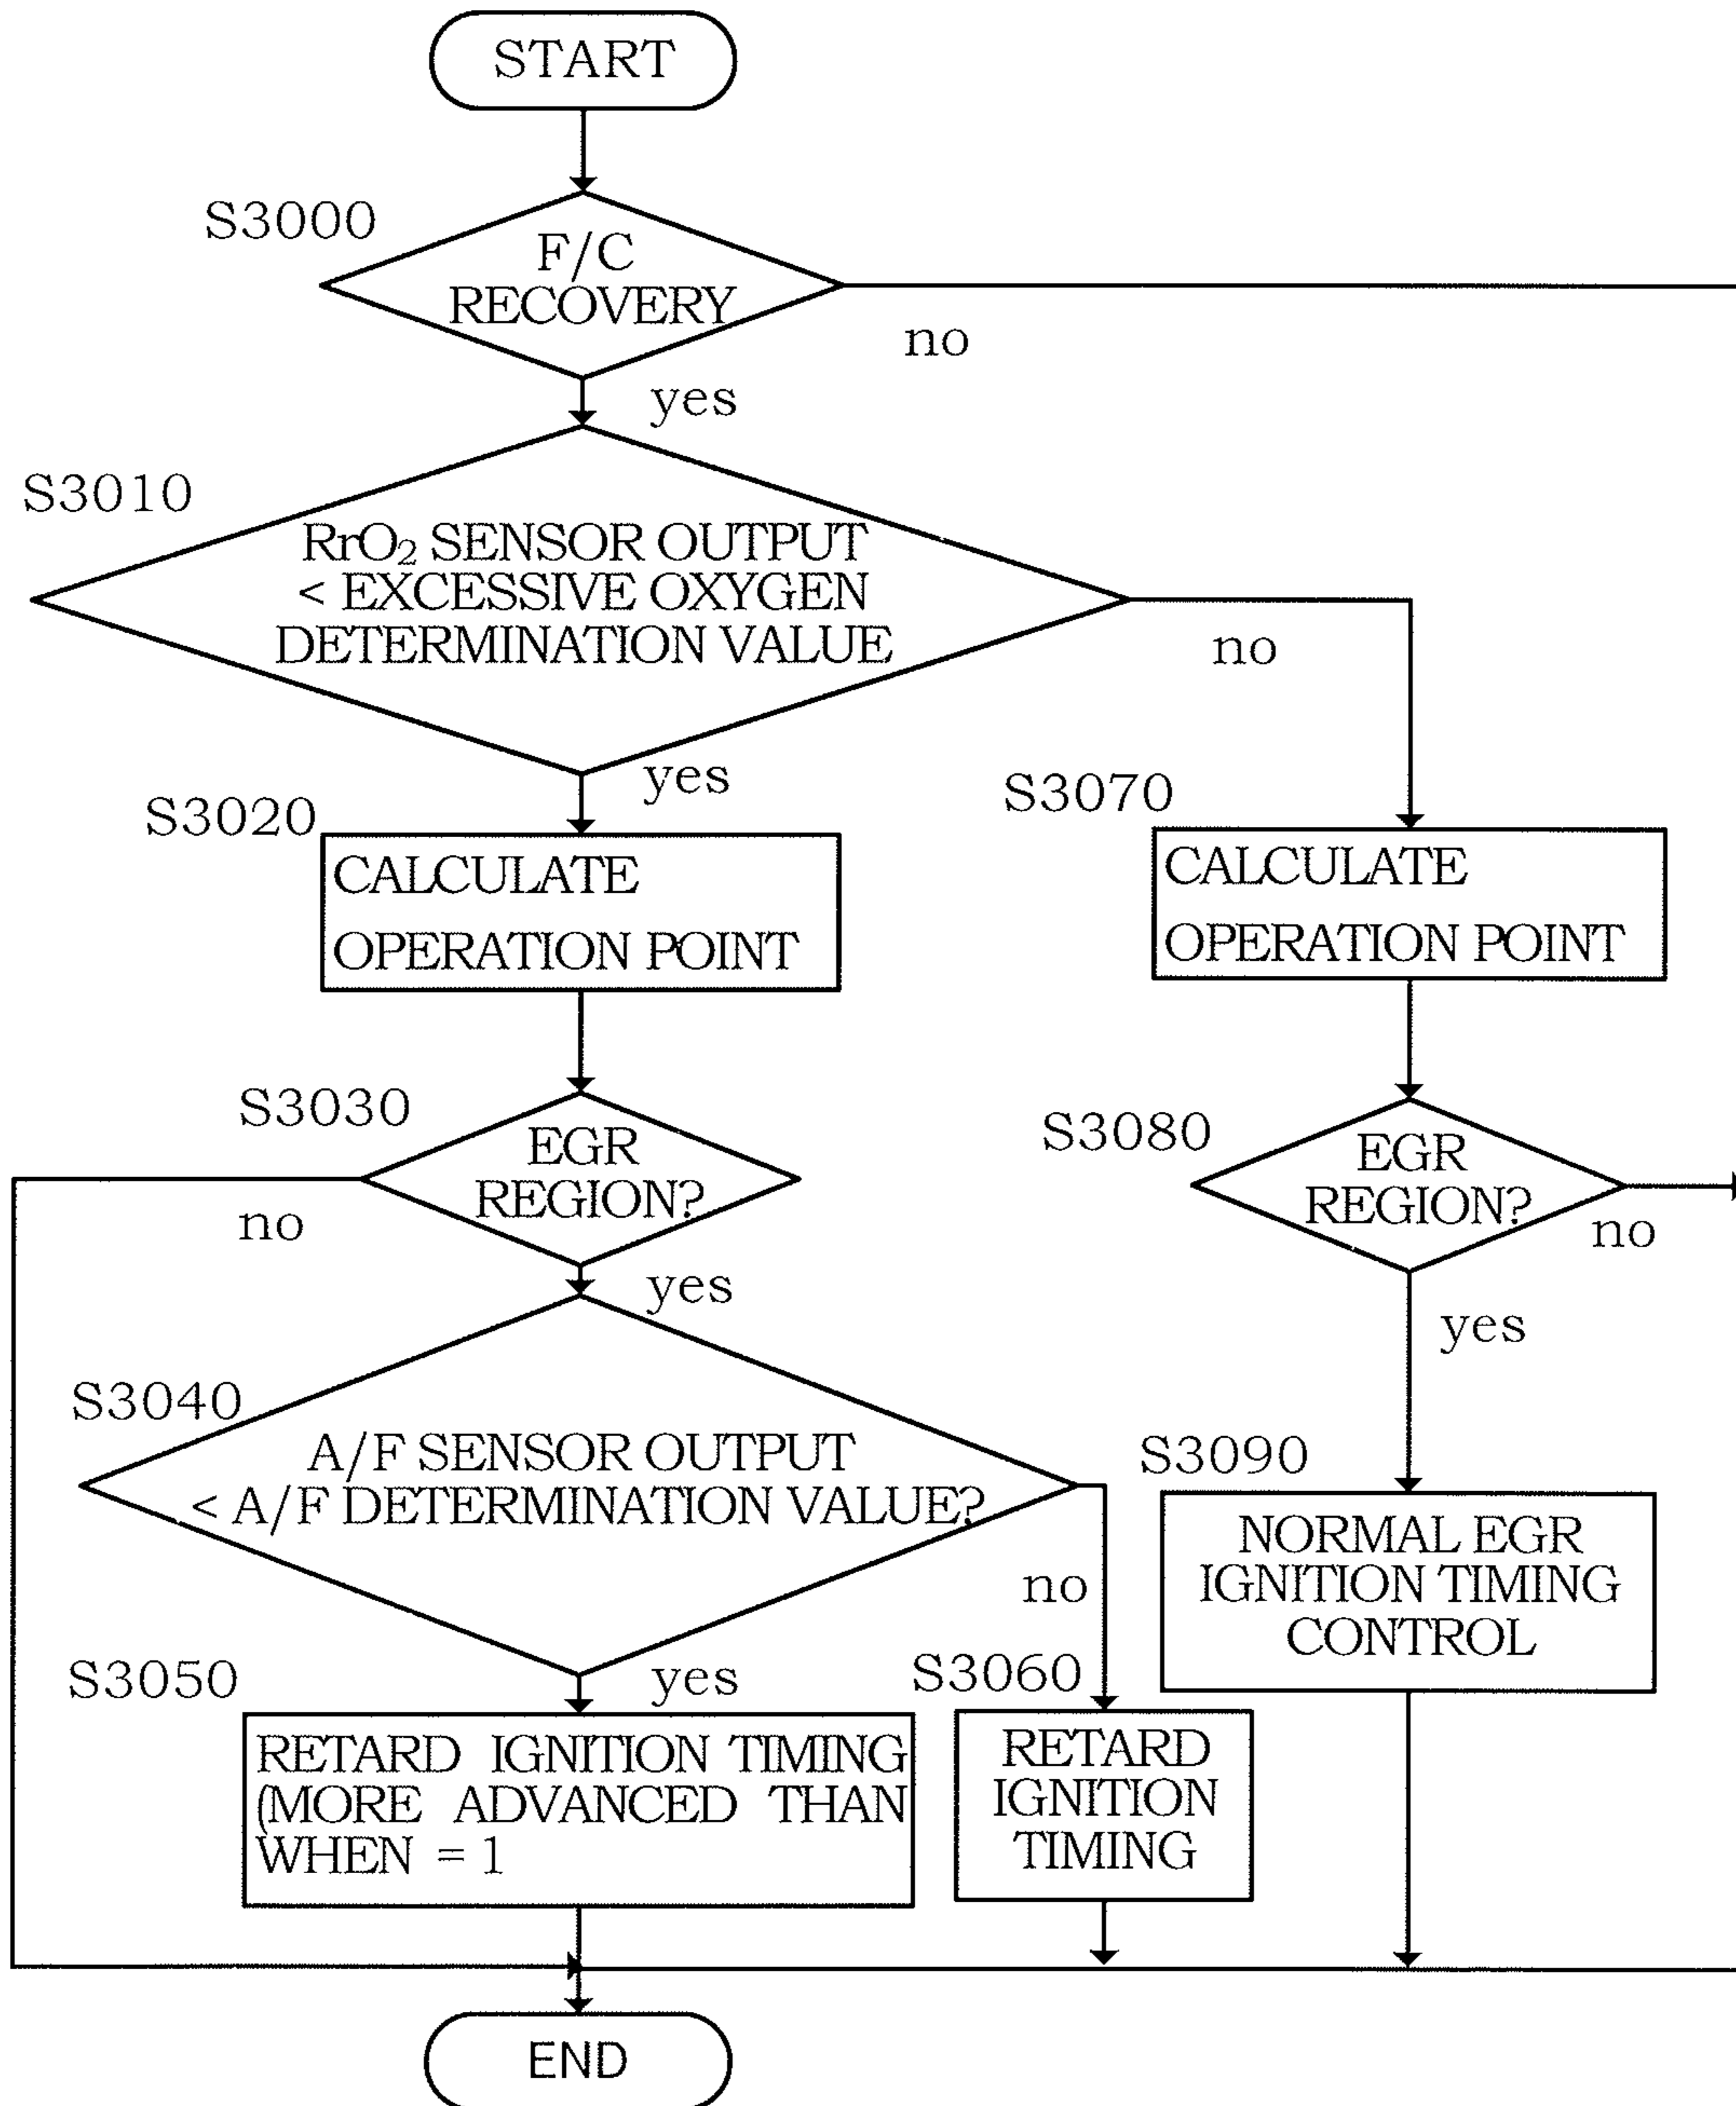 START
S3000
F/C
RECOVERY
no
yes
S3010
RrO₂ SENSOR OUTPUT
< EXCESSIVE OXYGEN
DETERMINATION VALUE
no
yes
S3020
CALCULATE
OPERATION POINT
S3070
CALCULATE
OPERATION POINT
S3030
EGR
REGION?
no
yes
S3080
EGR
REGION?
no
yes
S3040
A/F SENSOR OUTPUT
< A/F DETERMINATION VALUE?
no
yes
S3090
NORMAL EGR
IGNITION TIMING
CONTROL
S3050
RETARD IGNITION TIMING
(MORE ADVANCED THAN
WHEN = 1
S3060
RETARD
IGNITION
TIMING
END